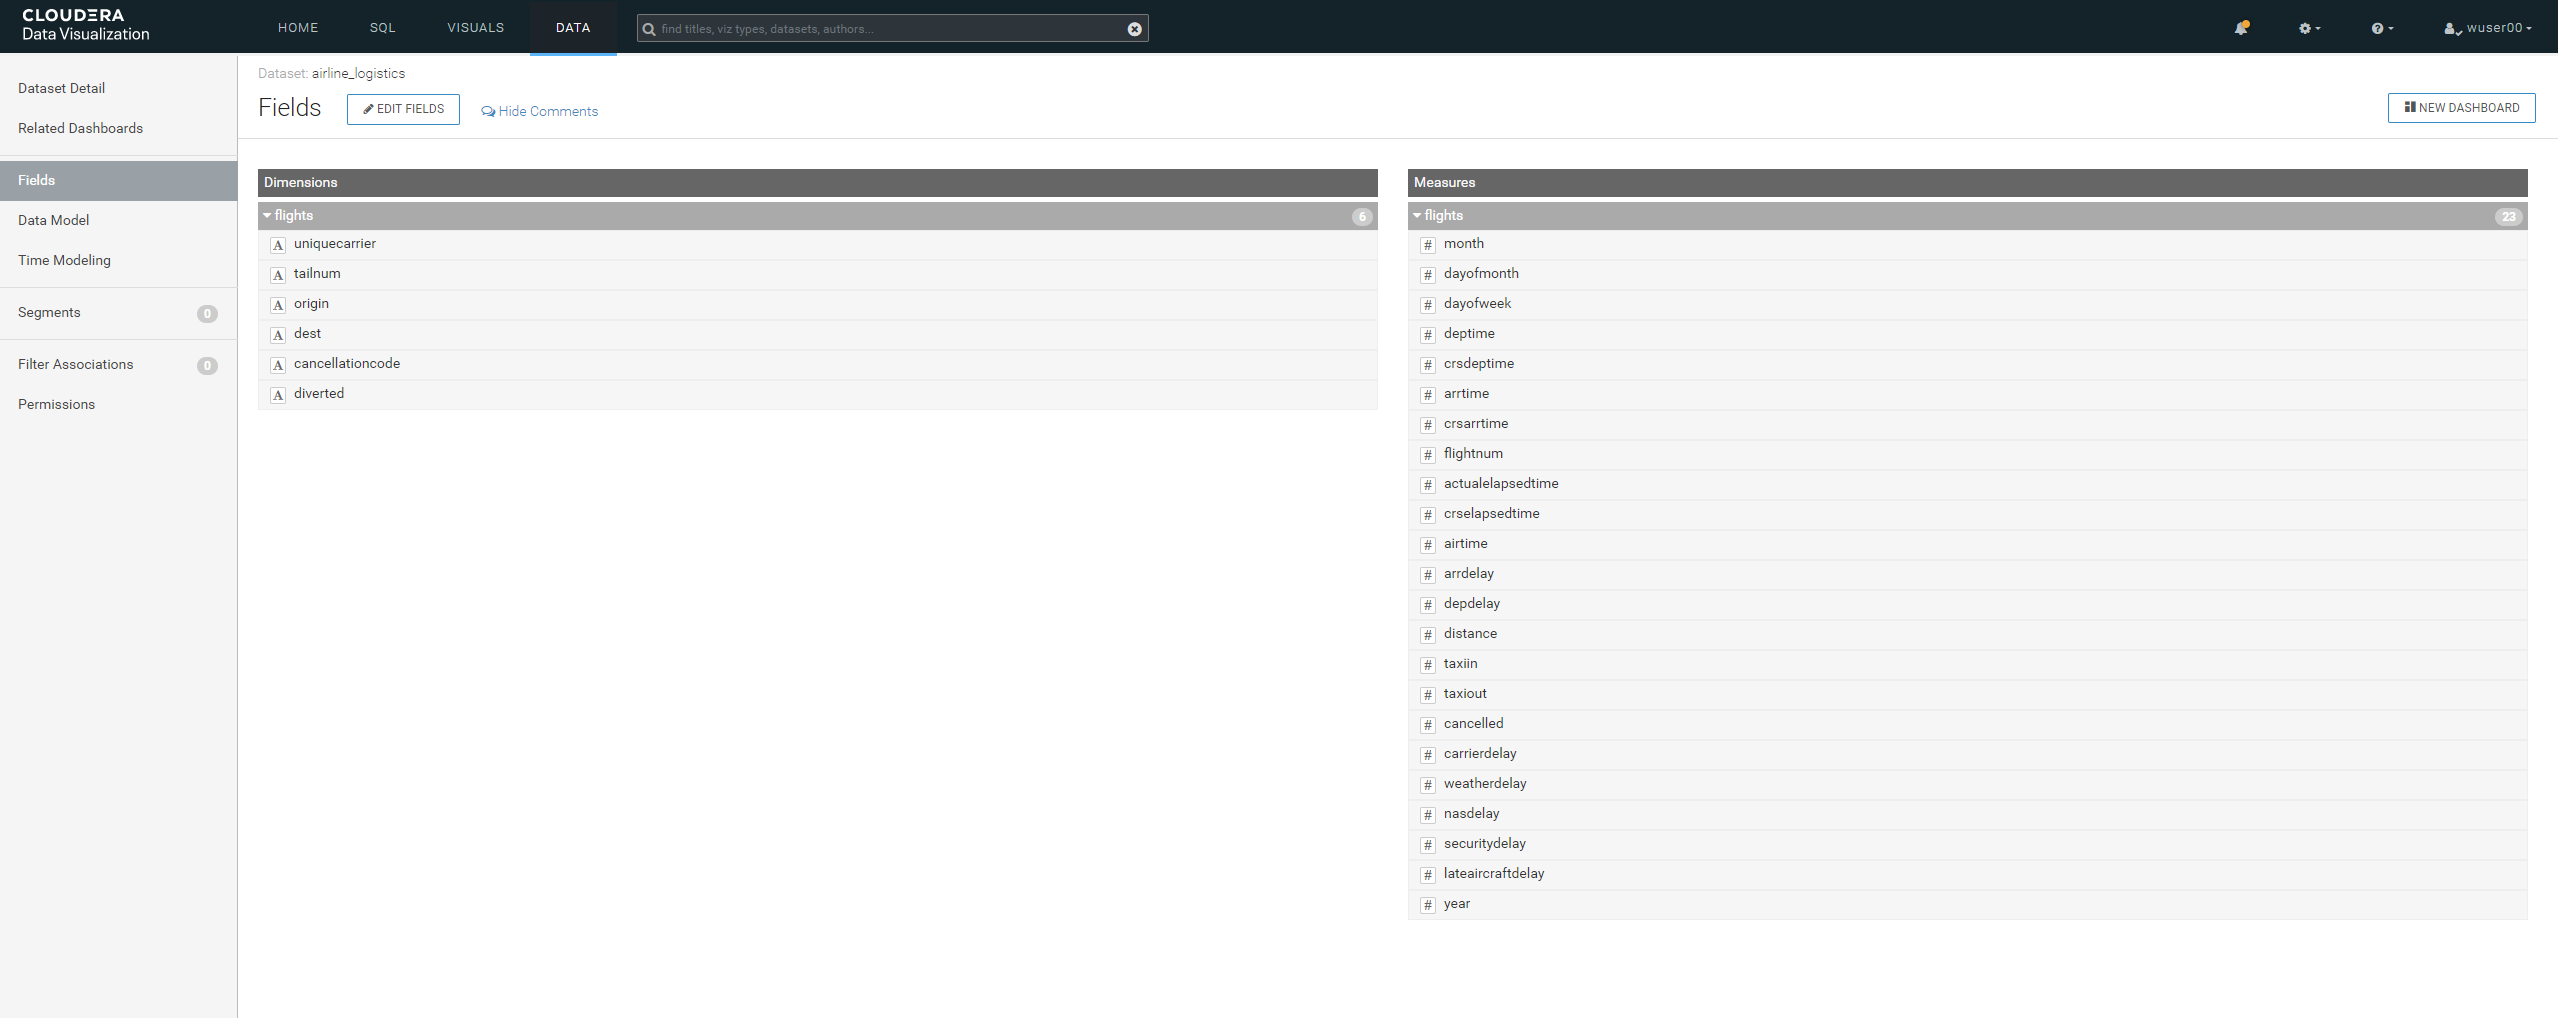 CLOUDERA
Data Visualization
HOME SQL VISUALS DATA
find titles, viz types, datasets, authors...
wuser00
Dataset Detail
Related Dashboards
Fields
Data Model
Time Modeling
Segments 0
Filter Associations 0
Permissions
Dataset: airline_logistics
Fields EDIT FIELDS Hide Comments
NEW DASHBOARD
Dimensions
flights 6
A uniquecarrier
A tailnum
A origin
A dest
A cancellationcode
A diverted
Measures
flights 23
# month
# dayofmonth
# dayofweek
# deptime
# crsdeptime
# arrtime
# crsarrtime
# flightnum
# actualelapsedtime
# crselapsedtime
# airtime
# arrdelay
# depdelay
# distance
# taxiin
# taxiout
# cancelled
# carrierdelay
# weatherdelay
# nasdelay
# securitydelay
# lateaircraftdelay
# year